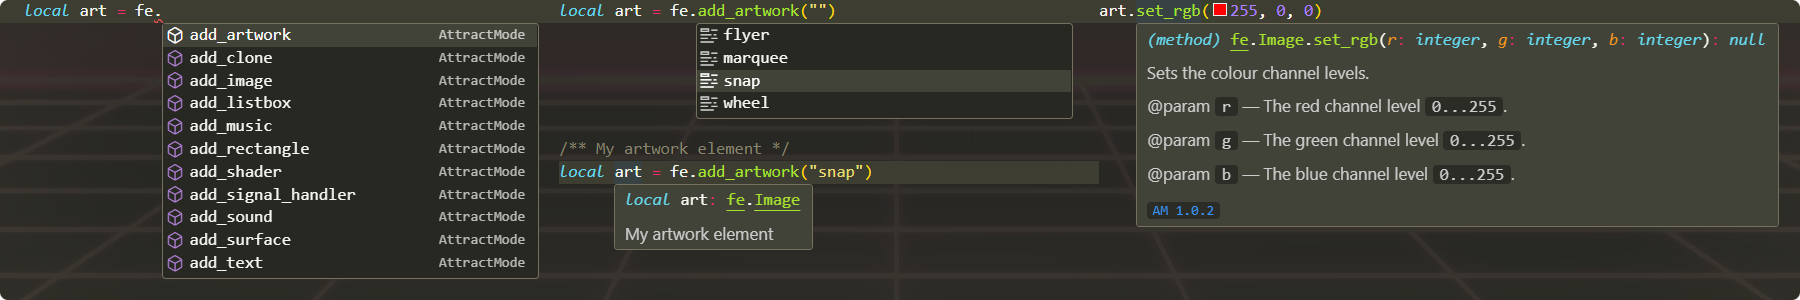 local art = fe.
add_artwork AttractMode
add_clone AttractMode
add_image AttractMode
add_listbox AttractMode
add_music AttractMode
add_rectangle AttractMode
add_shader AttractMode
add_signal_handler AttractMode
add_sound AttractMode
add_surface AttractMode
add_text AttractMode
local art = fe.add_artwork("")
flyer
marquee
snap
wheel
/** My artwork element */
local art = fe.add_artwork("snap")
local art: fe.Image
My artwork element
art.set_rgb(255, 0, 0)
(method) fe.Image.set_rgb(r: integer, g: integer, b: integer): null
Sets the colour channel levels.
@param r — The red channel level 0...255.
@param g — The green channel level 0...255.
@param b — The blue channel level 0...255.
AM 1.0.2